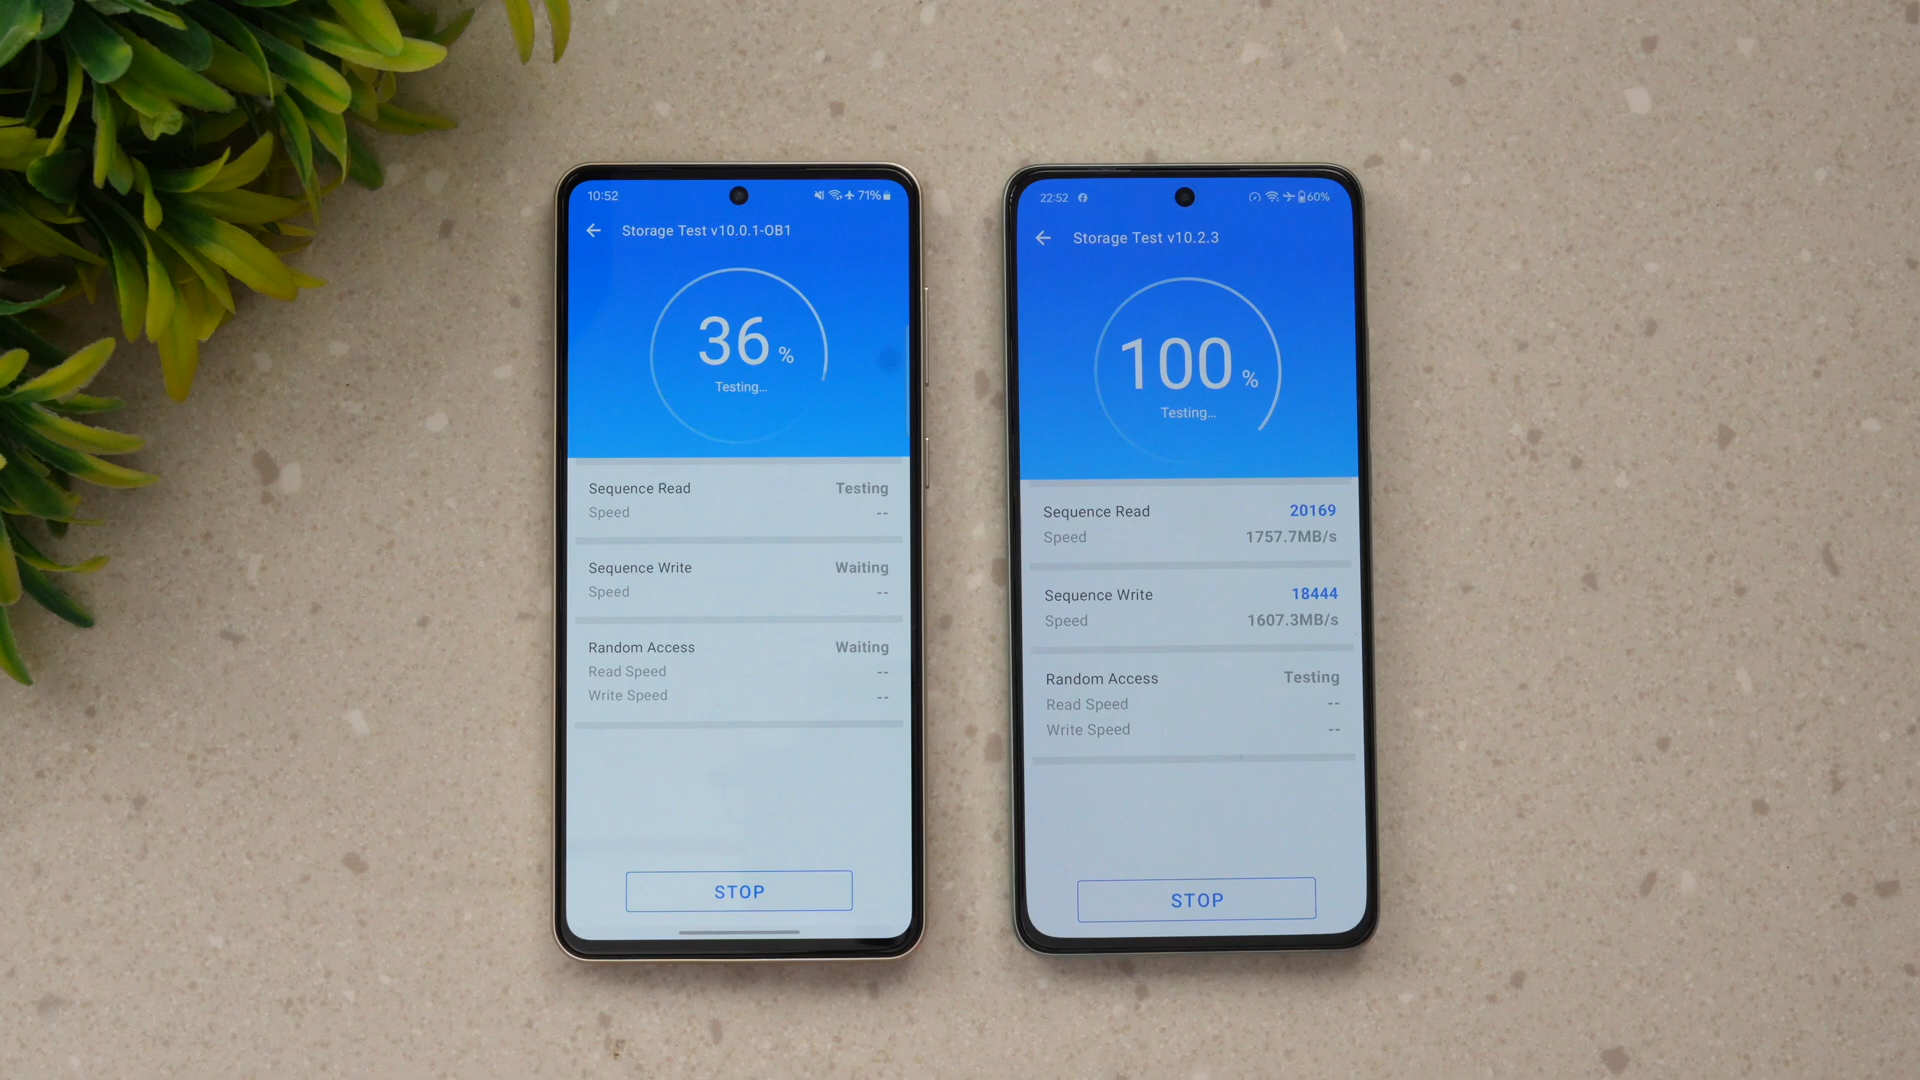 10:52 71%
Storage Test v10.0.1-OB1
36 %
Testing...
Sequence Read Testing
Speed --
Sequence Write Waiting
Speed --
Random Access Waiting
Read Speed --
Write Speed --
STOP
22:52 60%
Storage Test v10.2.3
100 %
Testing...
Sequence Read 20169
Speed 1757.7MB/s
Sequence Write 18444
Speed 1607.3MB/s
Random Access Testing
Read Speed --
Write Speed --
STOP